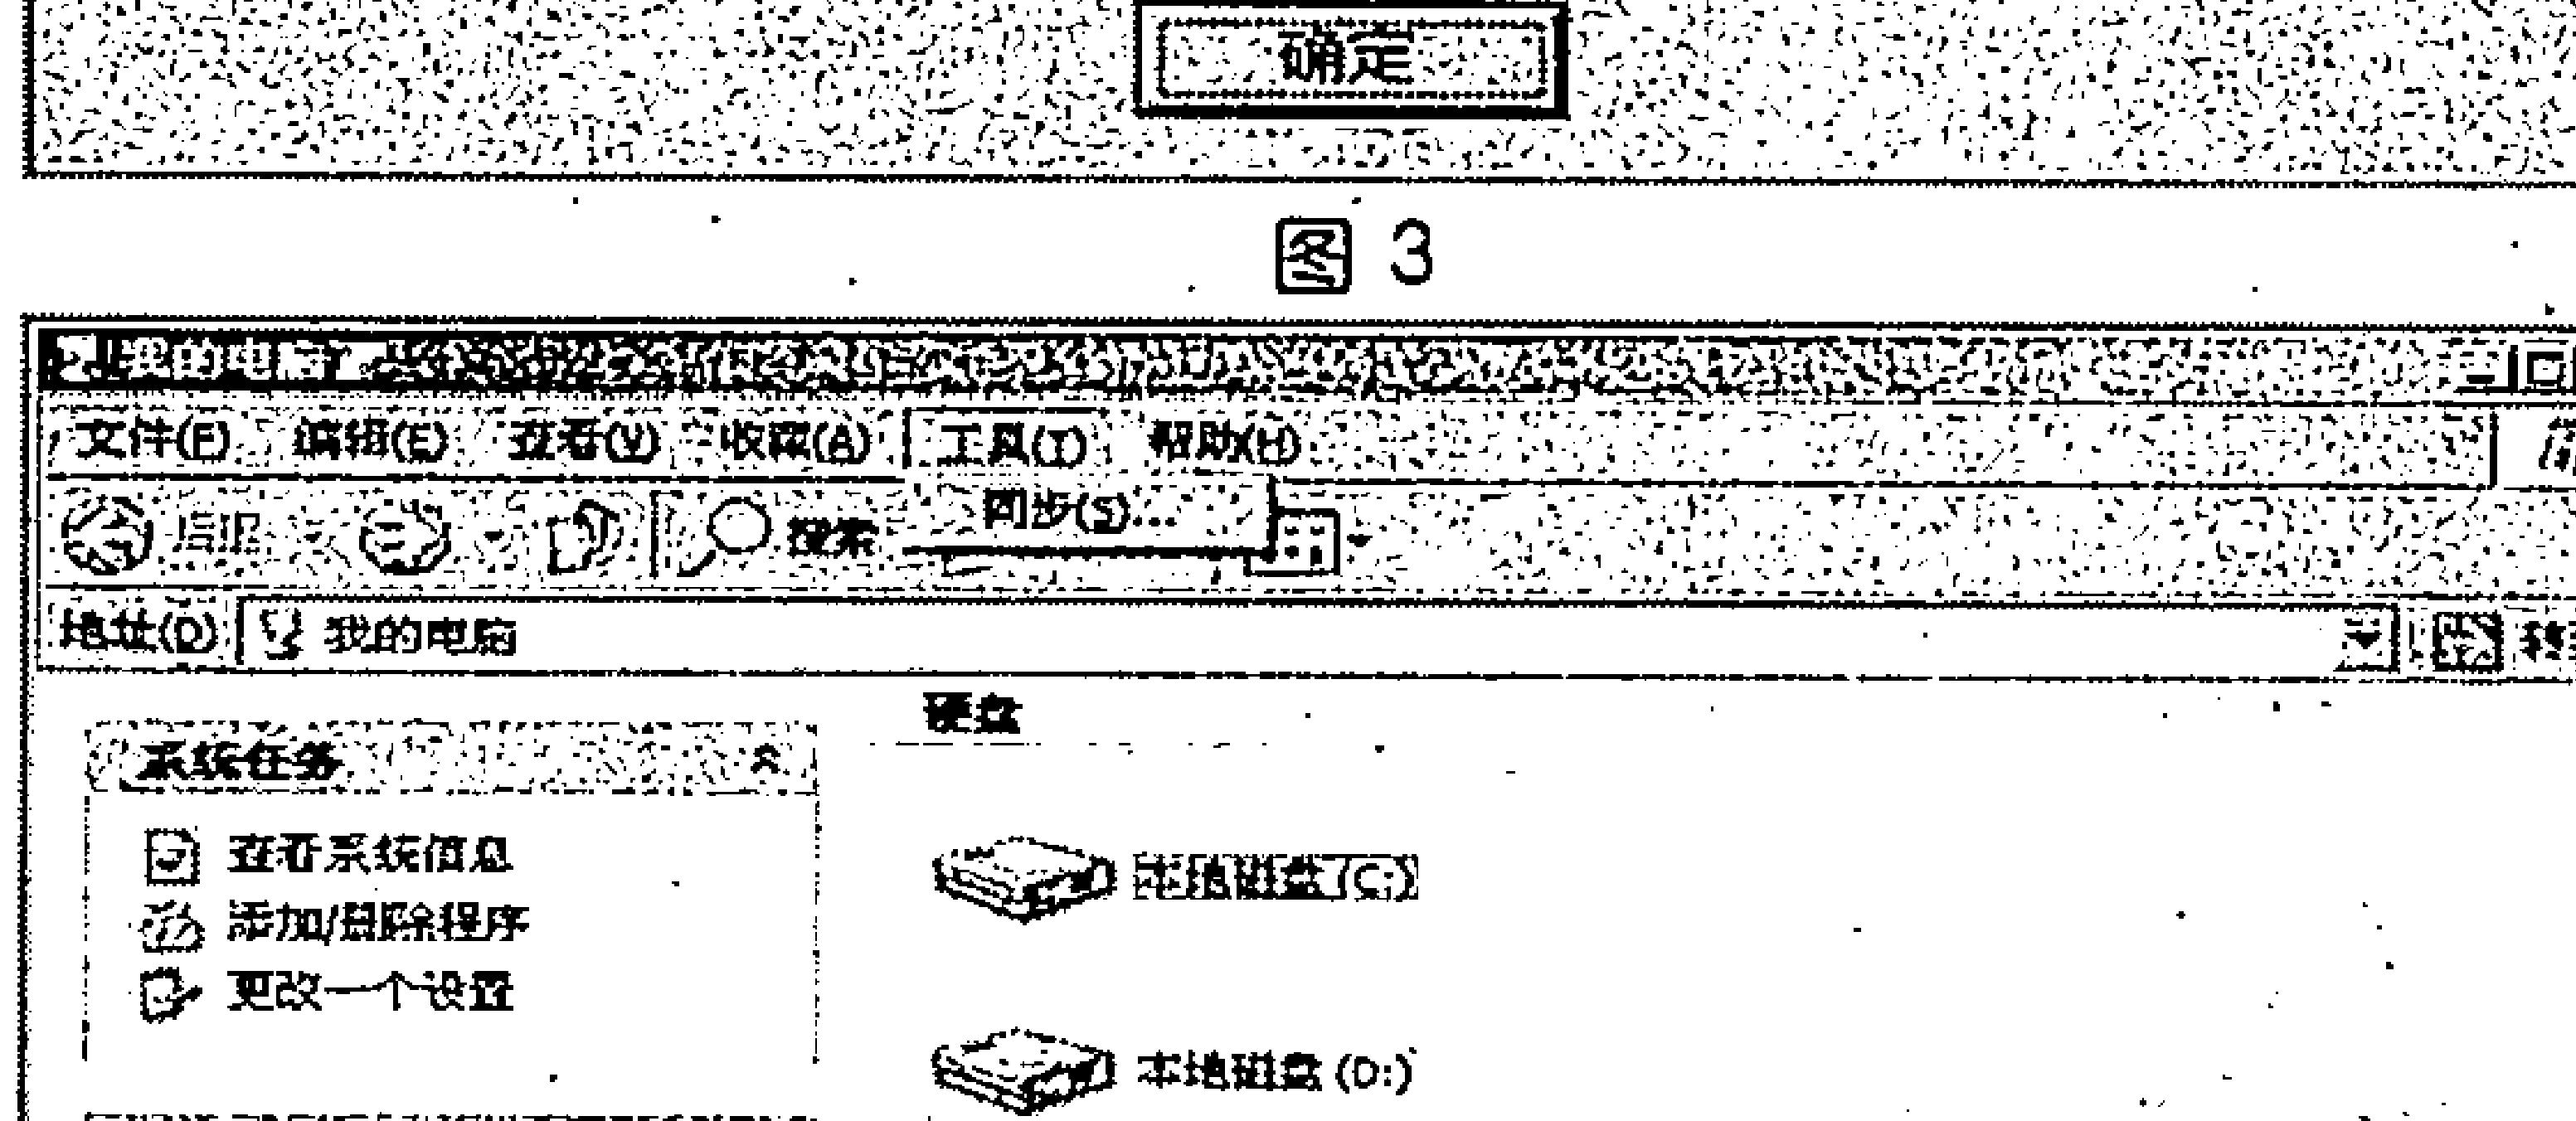 确定
图 3
我的电脑
文件(F) 编辑(E) 查看(V) 收藏(A) 工具(T) 帮助(H)
后退 搜索 同步(S)...
地址(D) 我的电脑
硬盘
系统任务
查看系统信息
本地磁盘 (C:)
添加/删除程序
更改一个设置
本地磁盘 (D:)